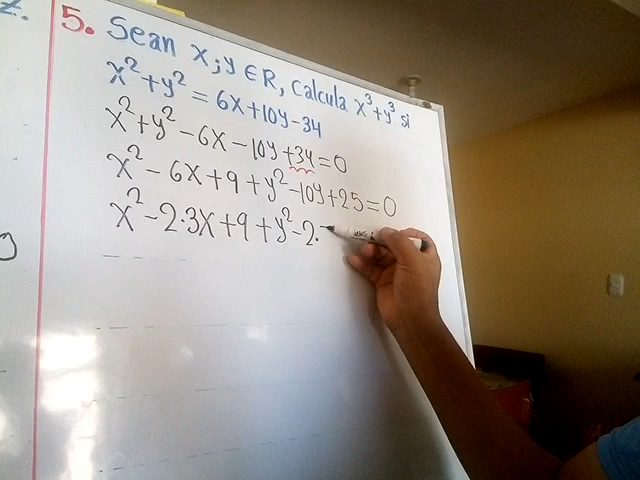 z.
5. Sean x; y ∈ R, Calcula x³ + y³ si
x² + y² = 6x + 10y - 34
x² + y² - 6x - 10y + 34 = 0
x² - 6x + 9 + y² - 10y + 25 = 0
x² - 2·3x + 9 + y² - 2·